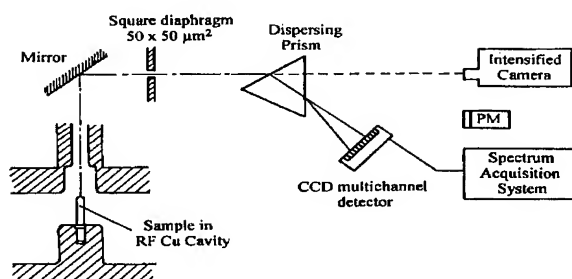 Square diaphragm
50 x 50 µm²
Mirror
Dispersing
Prism
Intensified
Camera
PM
Spectrum
Acquisition
System
CCD multichannel
detector
Sample in
RF Cu Cavity